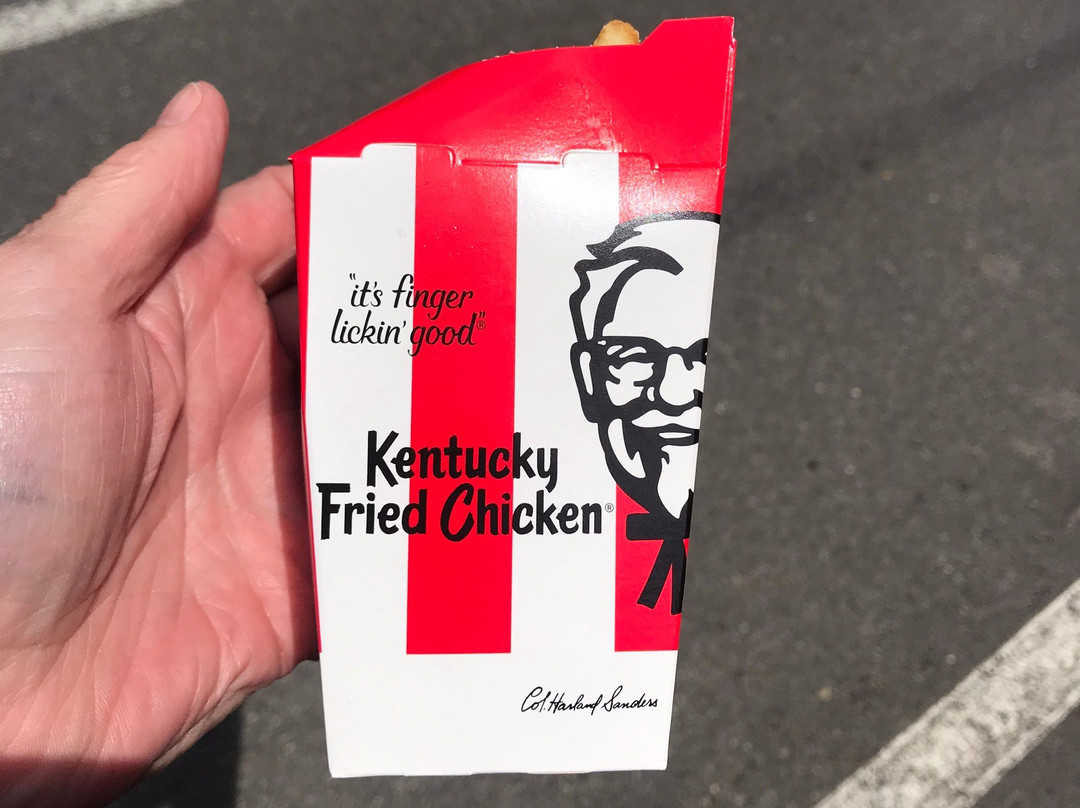 "it's finger
lickin' good"®
Kentucky
Fried Chicken®
Col. Harland Sanders